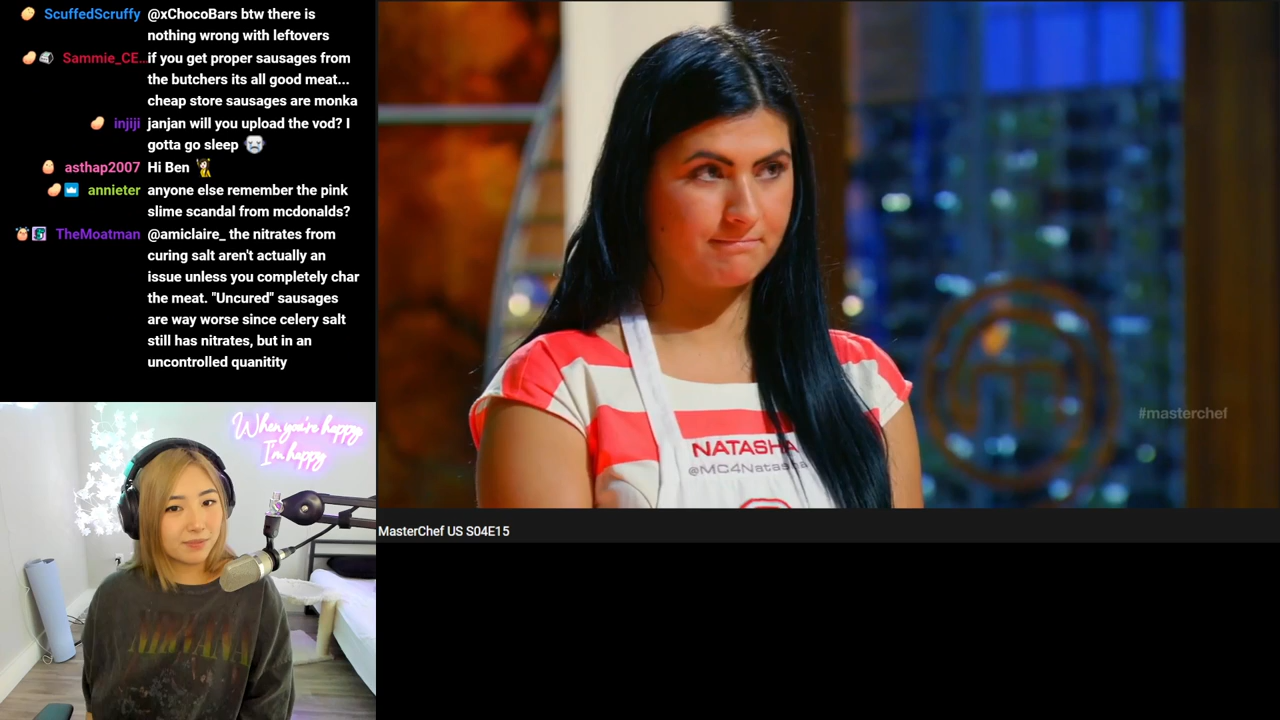 ScuffedScruffy @xChocoBars btw there is
nothing wrong with leftovers
Sammie_CE... if you get proper sausages from
the butchers its all good meat...
cheap store sausages are monka
injiji janjan will you upload the vod? I
gotta go sleep
asthap2007 Hi Ben
annieter anyone else remember the pink
slime scandal from mcdonalds?
TheMoatman @amiclaire_ the nitrates from
curing salt aren't actually an
issue unless you completely char
the meat. "Uncured" sausages
are way worse since celery salt
still has nitrates, but in an
uncontrolled quanitity
When you're happy
I'm happy
NIRVANA
NATASHA
@MC4Natasha
#masterchef
MasterChef US S04E15